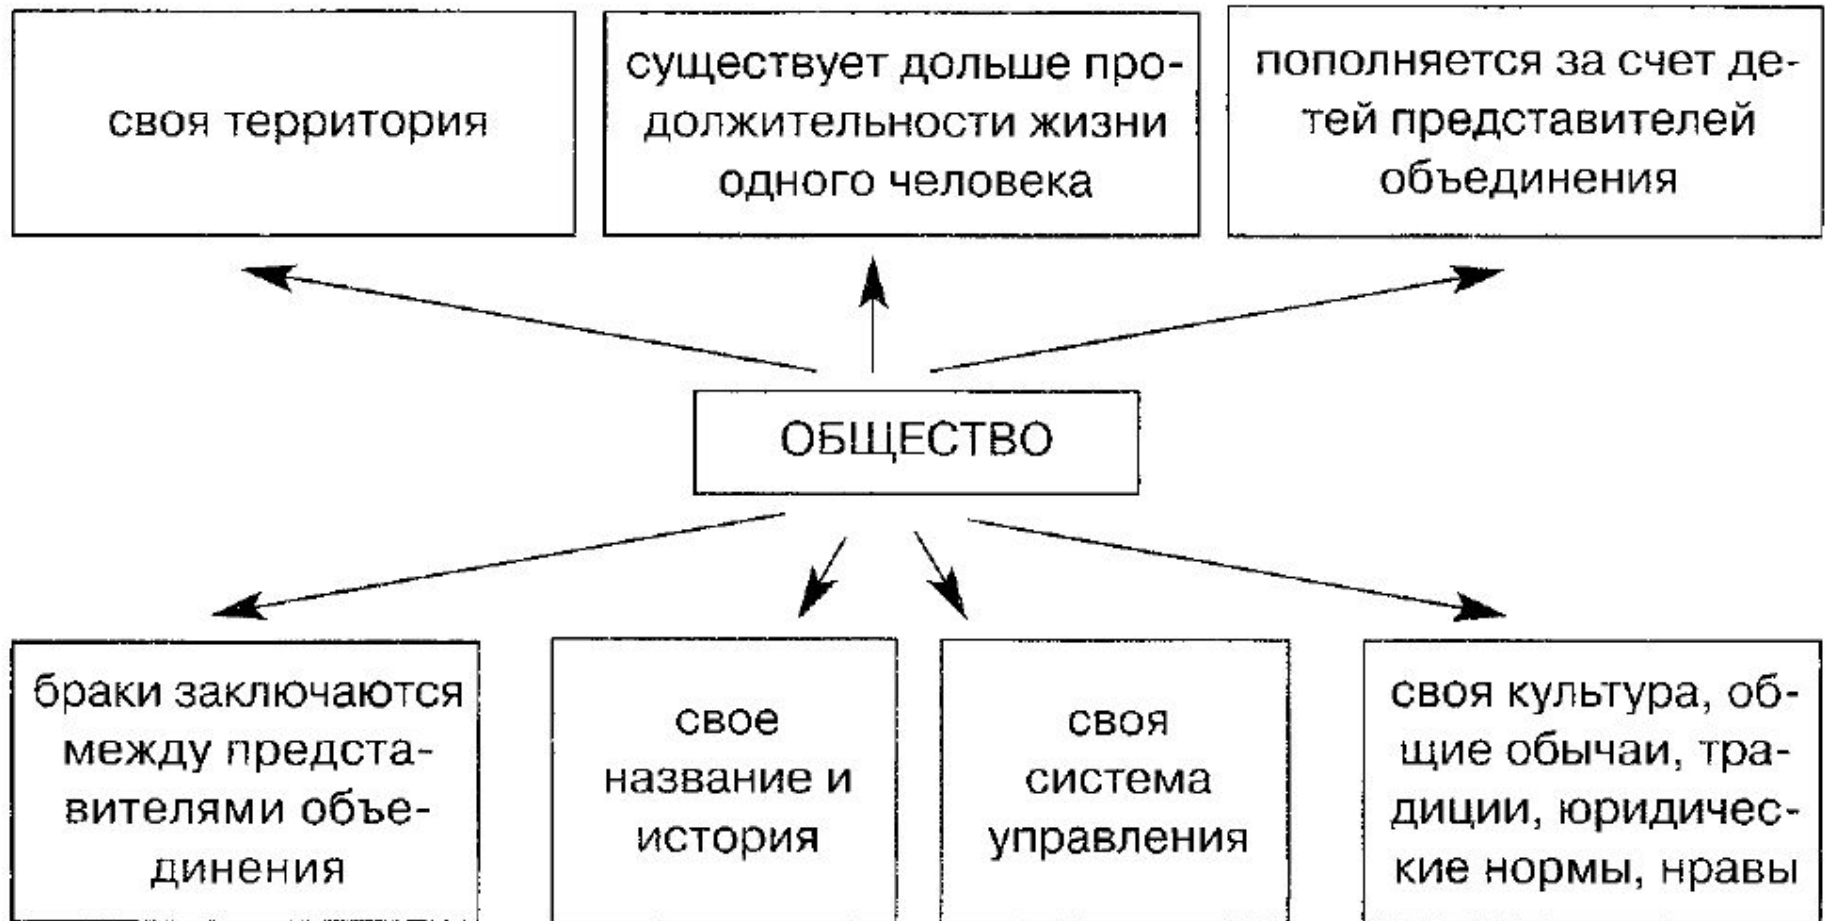 своя территория
существует дольше про-
должительности жизни
одного человека
пополняется за счет де-
тей представителей
объединения
ОБЩЕСТВО
браки заключаются
между предста-
вителями объе-
динения
свое
название и
история
своя
система
управления
своя культура, об-
щие обычаи, тра-
диции, юридичес-
кие нормы, нравы